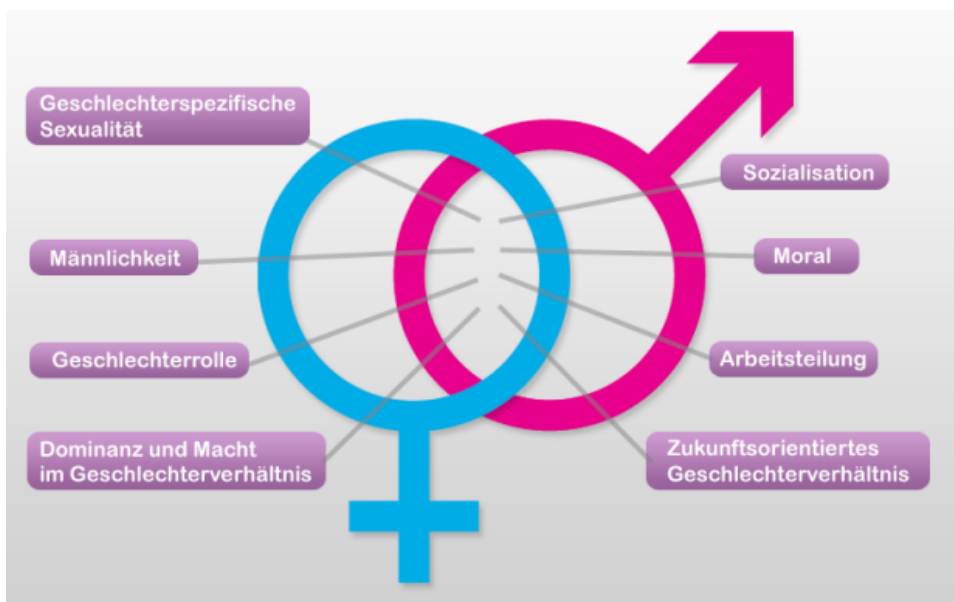 Geschlechterspezifische
Sexualität
Männlichkeit
Geschlechterrolle
Dominanz und Macht
im Geschlechterverhältnis
Sozialisation
Moral
Arbeitsteilung
Zukunftsorientiertes
Geschlechterverhältnis